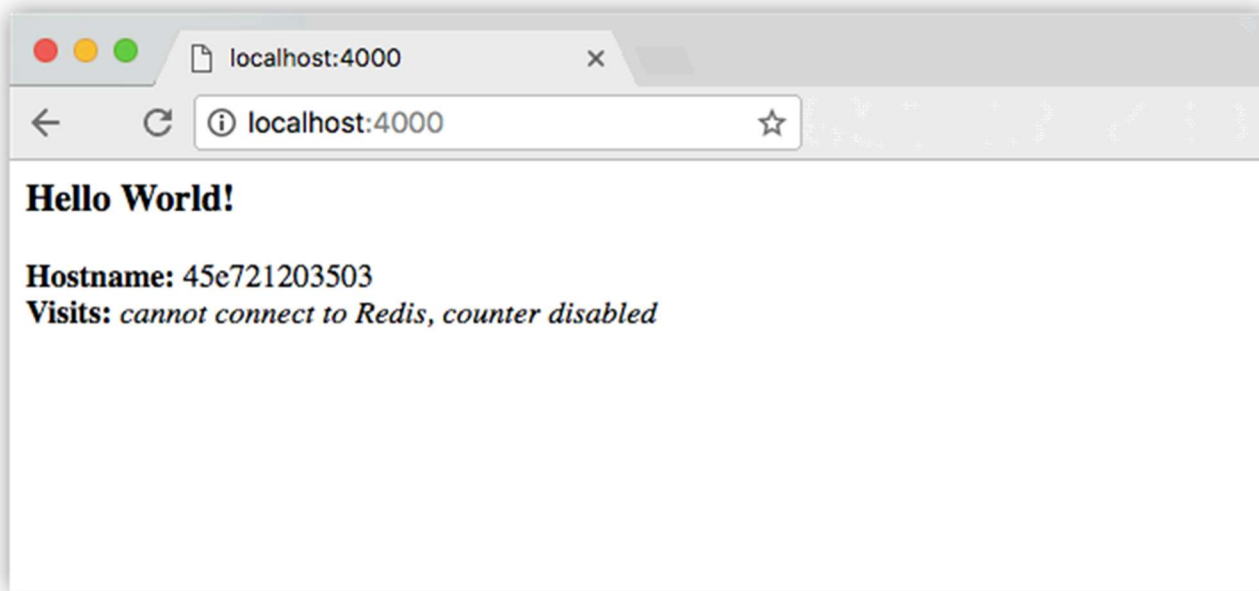 localhost:4000
localhost:4000
Hello World!
Hostname: 45e721203503
Visits: cannot connect to Redis, counter disabled